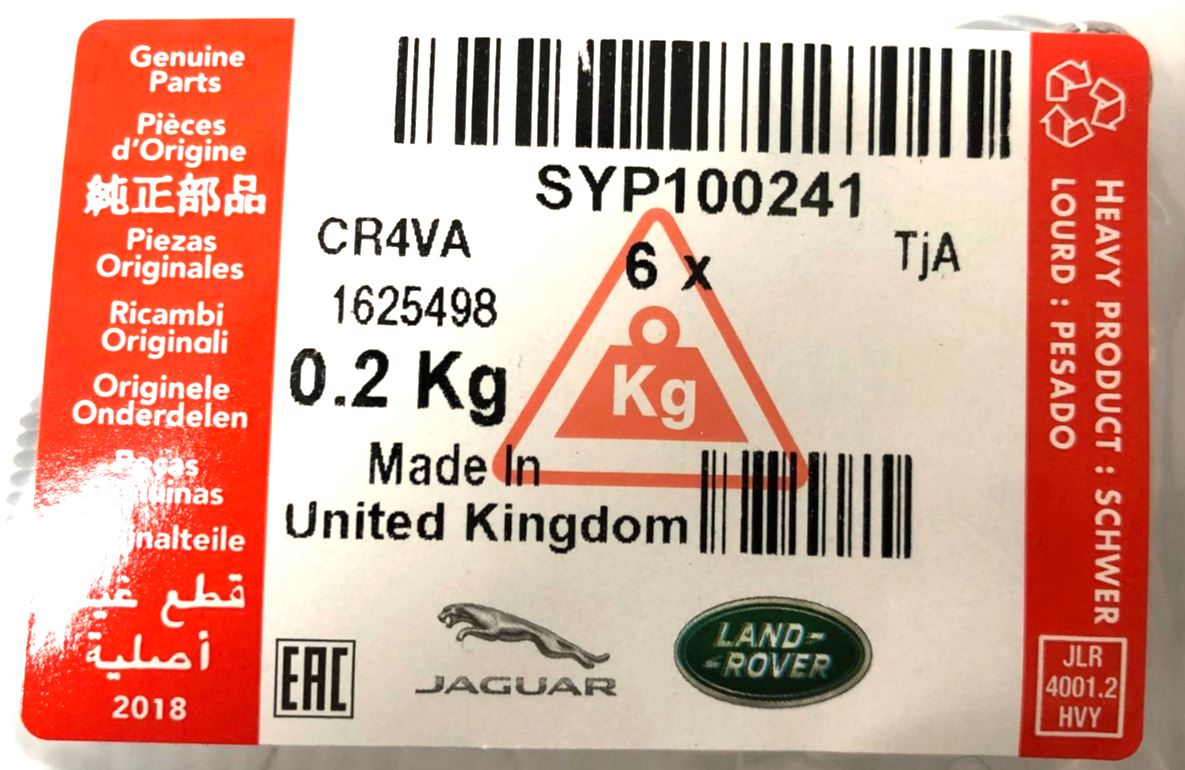 Genuine
Parts
Pièces
d'Origine
純正部品
Piezas
Originales
Ricambi
Originali
Originele
Onderdelen
قطع
أصلية
2018
SYP100241
CR4VA
6 x
TjA
1625498
0.2 Kg
Kg
Made In
United Kingdom
EAC
JAGUAR
LAND-
-ROVER
HEAVY PRODUCT : SCHWER
LOURD : PESADO
JLR
4001.2
HVY